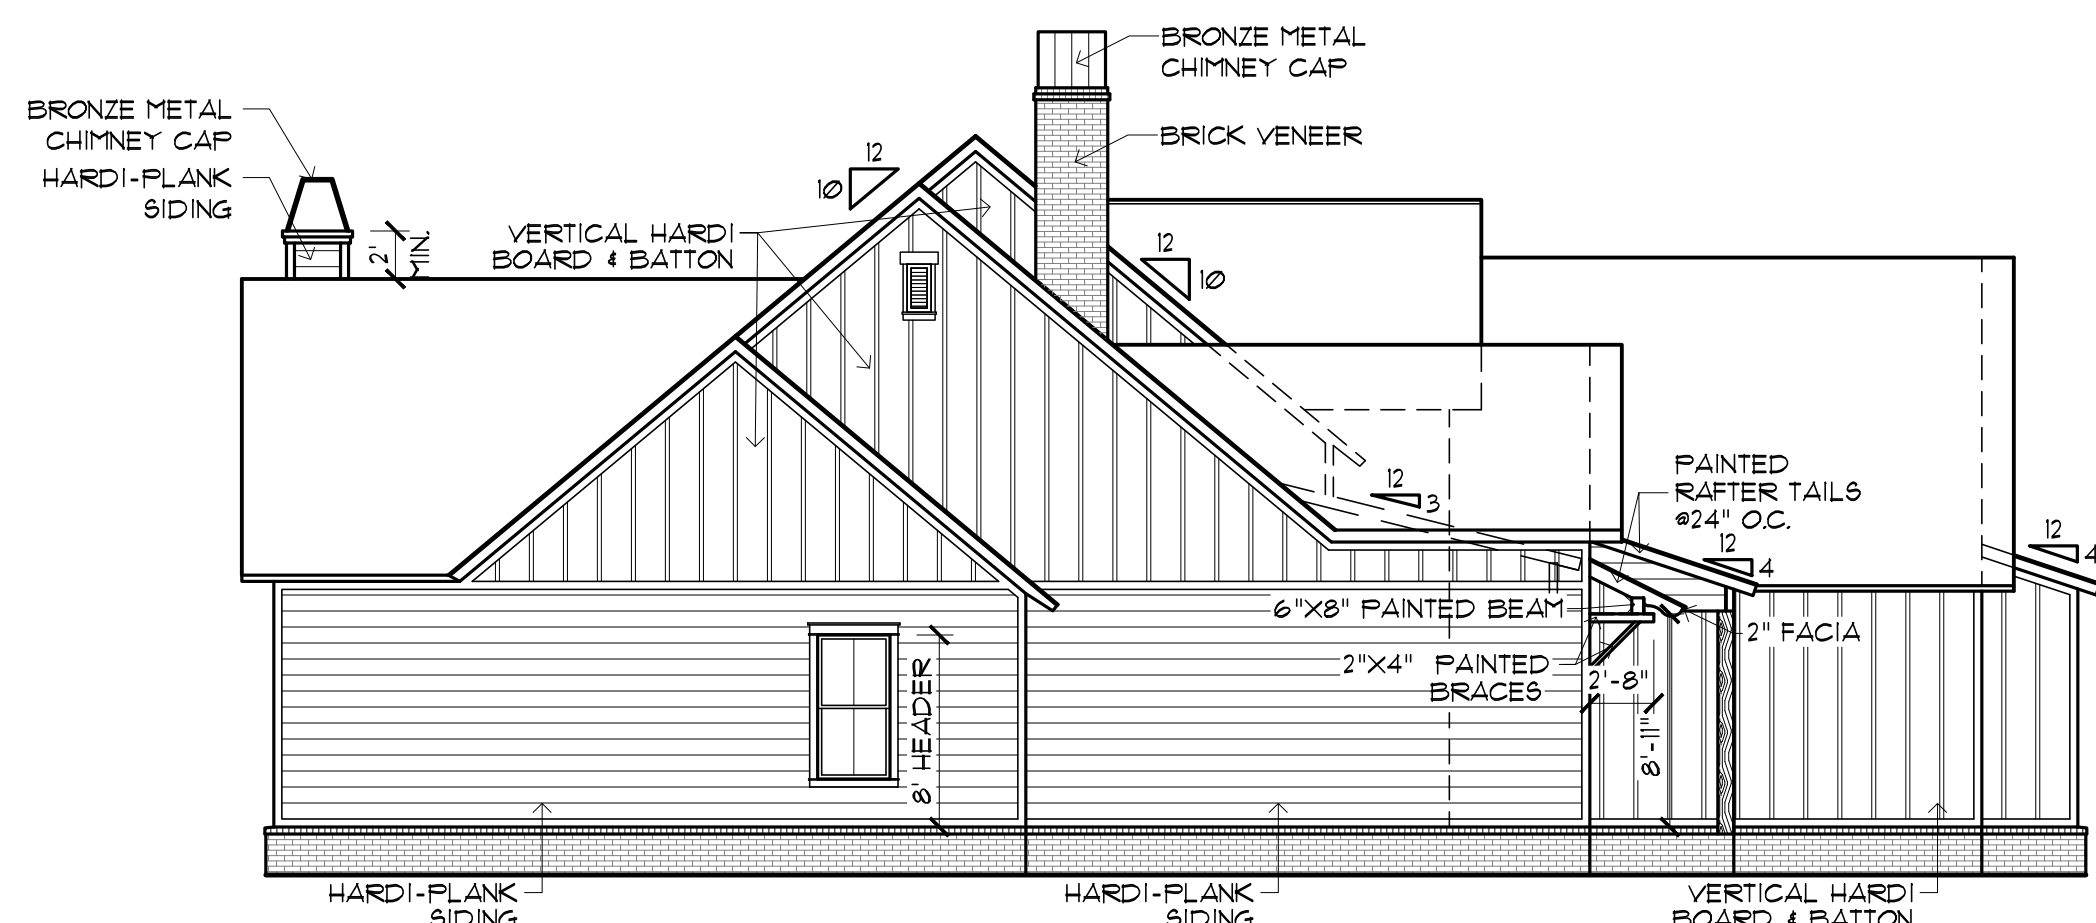 BRONZE METAL
CHIMNEY CAP
BRONZE METAL
CHIMNEY CAP
HARDI-PLANK
SIDING
BRICK VENEER
12
10
2'
VERTICAL HARDI
BOARD & BATTON
12
10
PAINTED
RAFTER TAILS
@24" O.C.
12
3
12
4
12
4
6"X8" PAINTED BEAM
2" FACIA
2"X4" PAINTED
BRACES
2'-8"
8' HEADER
8'-11"
HARDI-PLANK
SIDING
HARDI-PLANK
SIDING
VERTICAL HARDI
BOARD & BATTON